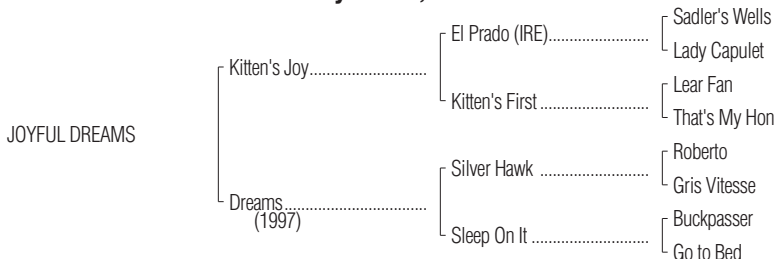 Sadler's Wells
El Prado (IRE)..........................
Lady Capulet
Kitten's Joy..............................
Lear Fan
Kitten's First ...........................
That's My Hon
JOYFUL DREAMS
Roberto
Silver Hawk ...........................
Gris Vitesse
Dreams....................................
(1997)
Buckpasser
Sleep On It .............................
Go to Bed